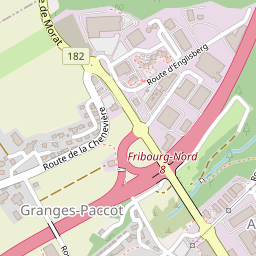 de Morat
182
Route d'Englisberg
Route de la Chenevière
Fribourg-Nord
8
Granges-Paccot
A